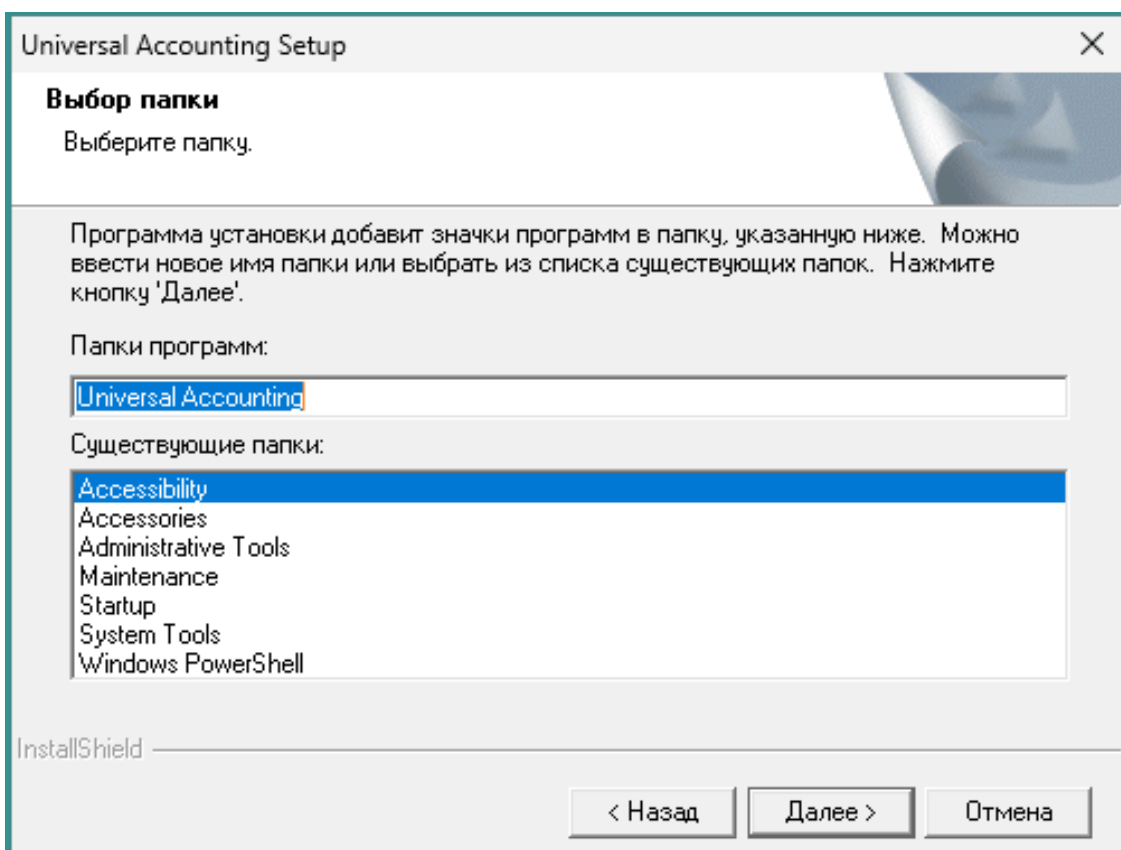 Universal Accounting Setup
Выбор папки
Выберите папку.
Программа установки добавит значки программ в папку, указанную ниже.  Можно
ввести новое имя папки или выбрать из списка существующих папок.  Нажмите
кнопку 'Далее'.
Папки программ:
Universal Accounting
Существующие папки:
Accessibility
Accessories
Administrative Tools
Maintenance
Startup
System Tools
Windows PowerShell
InstallShield
< Назад Далее > Отмена